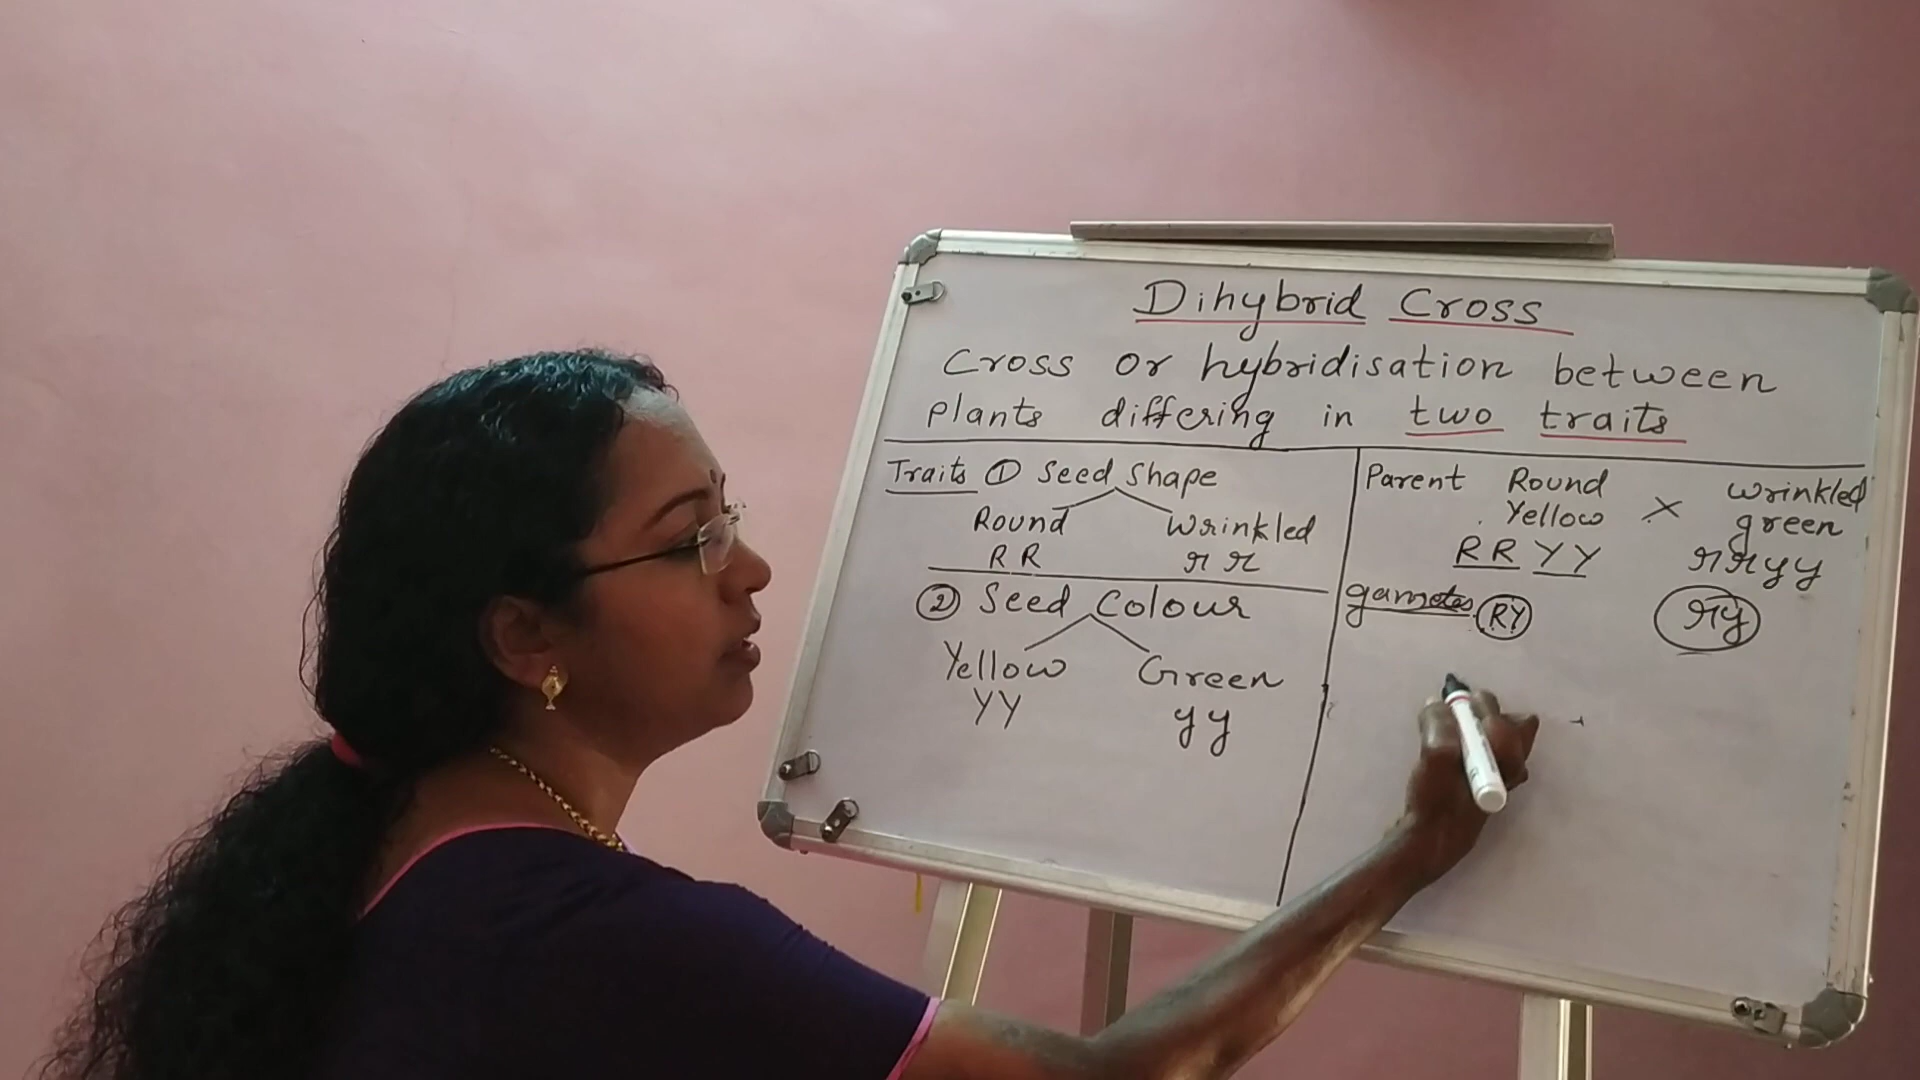 Dihybrid Cross
Cross or hybridisation between
plants differing in two traits
Traits ① Seed Shape
Round Wrinkled
RR rr
② Seed Colour
Yellow Green
YY yy
Parent Round × Wrinkled
Yellow green
RRYY rryy
gametes RY ry